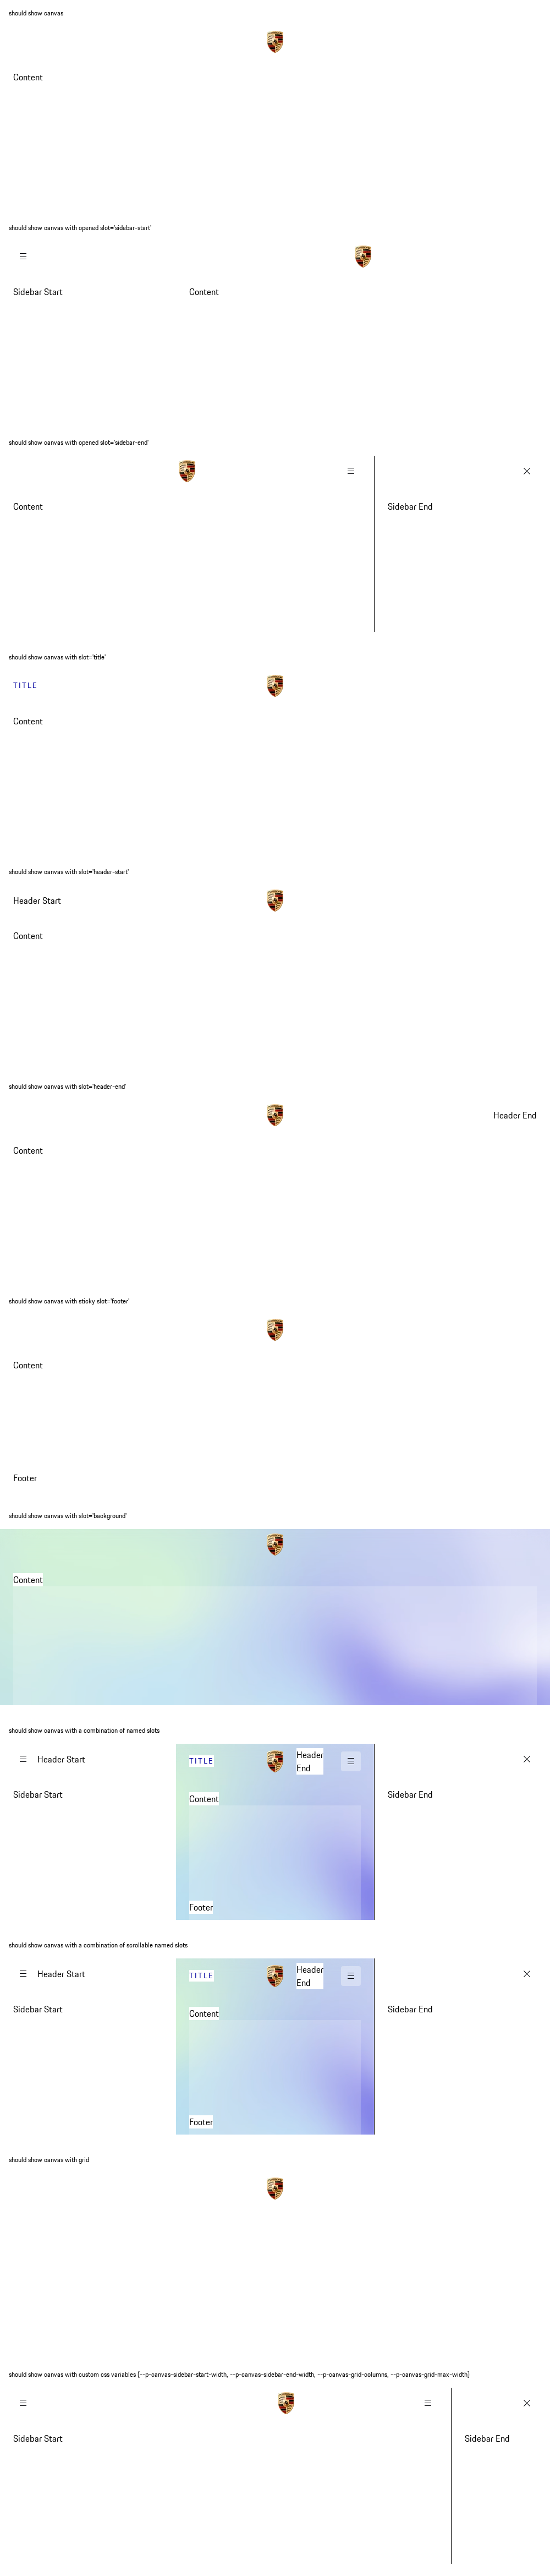 should show canvas
Content
should show canvas with opened slot='sidebar-start'
Sidebar Start
Content
should show canvas with opened slot='sidebar-end'
Content
Sidebar End
should show canvas with slot='title'
TITLE
Content
should show canvas with slot='header-start'
Header Start
Content
should show canvas with slot='header-end'
Header End
Content
should show canvas with sticky slot='footer'
Content
Footer
should show canvas with slot='background'
Content
should show canvas with a combination of named slots
Header Start
TITLE
Header
End
Sidebar Start
Content
Sidebar End
Footer
should show canvas with a combination of scrollable named slots
Header Start
TITLE
Header
End
Sidebar Start
Content
Sidebar End
Footer
should show canvas with grid
should show canvas with custom css variables (--p-canvas-sidebar-start-width, --p-canvas-sidebar-end-width, --p-canvas-grid-columns, --p-canvas-grid-max-width)
Sidebar Start
Sidebar End